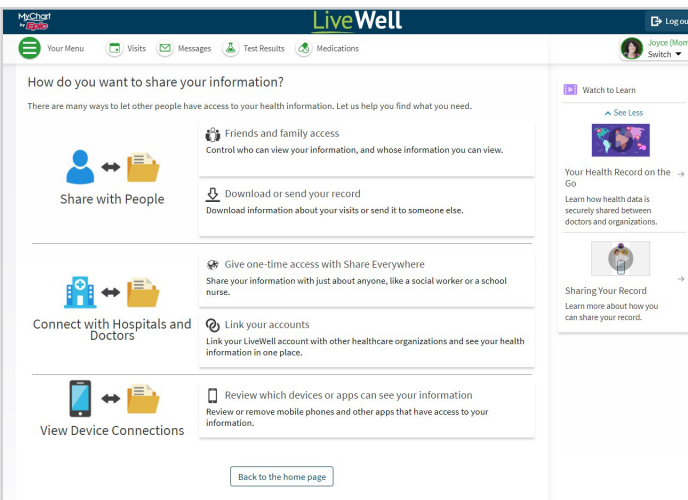 MyChart
by Epic
LiveWell
Log ou
Your Menu
Visits
Messages
Test Results
Medications
Joyce (Mom
Switch
How do you want to share your information?
There are many ways to let other people have access to your health information. Let us help you find what you need.
Share with People
Friends and family access
Control who can view your information, and whose information you can view.
Download or send your record
Download information about your visits or send it to someone else.
Connect with Hospitals and
Doctors
Give one-time access with Share Everywhere
Share your information with just about anyone, like a social worker or a school
nurse.
Link your accounts
Link your LiveWell account with other healthcare organizations and see your health
information in one place.
View Device Connections
Review which devices or apps can see your information
Review or remove mobile phones and other apps that have access to your
information.
Back to the home page
Watch to Learn
See Less
Your Health Record on the
Go
Learn how health data is
securely shared between
doctors and organizations.
Sharing Your Record
Learn more about how you
can share your record.